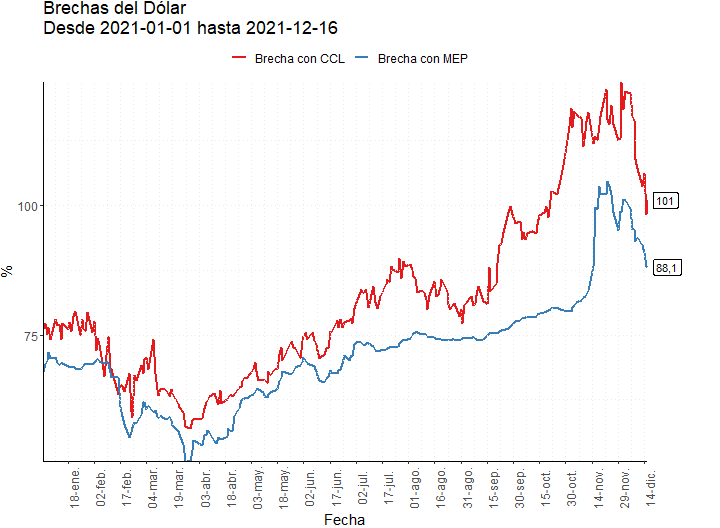 Brechas del Dólar
Desde 2021-01-01 hasta 2021-12-16
Brecha con CCL Brecha con MEP
%
100
75
101
88,1
18-ene.
02-feb.
17-feb.
04-mar.
19-mar.
03-abr.
18-abr.
03-may.
18-may.
02-jun.
17-jun.
02-jul.
17-jul.
01-ago.
16-ago.
31-ago.
15-sep.
30-sep.
15-oct.
30-oct.
14-nov.
29-nov.
14-dic.
Fecha